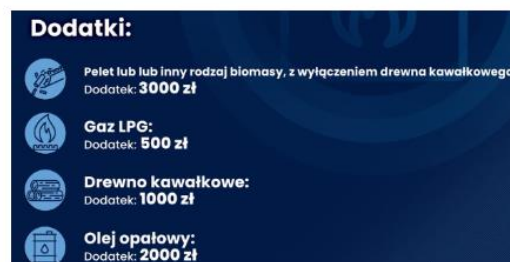 Dodatki:
Pelet lub lub inny rodzaj biomasy, z wyłączeniem drewna kawałkowego
Dodatek: 3000 zł
Gaz LPG:
Dodatek: 500 zł
Drewno kawałkowe:
Dodatek: 1000 zł
Olej opałowy:
Dodatek: 2000 zł